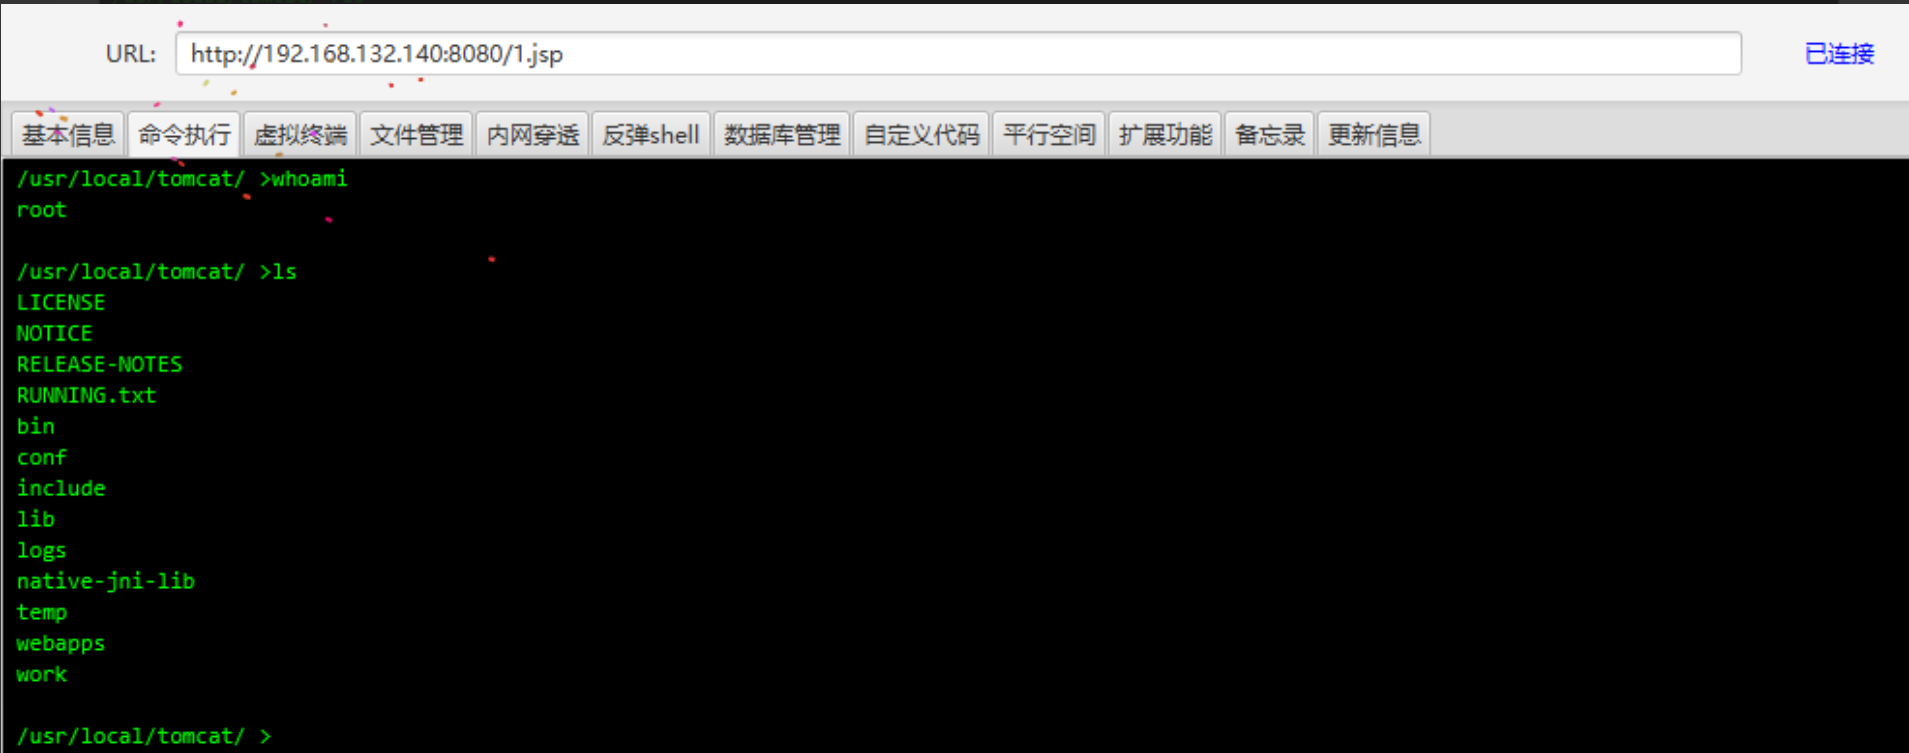 URL: http://192.168.132.140:8080/1.jsp 已连接
基本信息 命令执行 虚拟终端 文件管理 内网穿透 反弹shell 数据库管理 自定义代码 平行空间 扩展功能 备忘录 更新信息
/usr/local/tomcat/ >whoami
root
/usr/local/tomcat/ >ls
LICENSE
NOTICE
RELEASE-NOTES
RUNNING.txt
bin
conf
include
lib
logs
native-jni-lib
temp
webapps
work
/usr/local/tomcat/ >